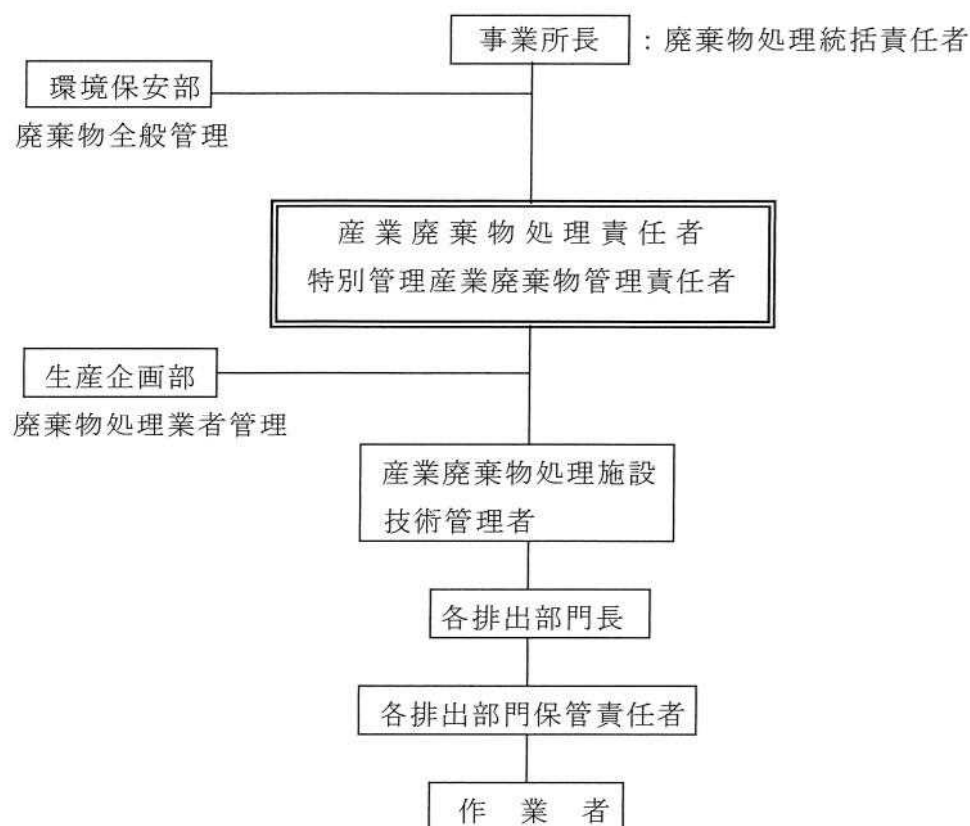 事業所長 ：廃棄物処理統括責任者
環境保安部
廃棄物全般管理
産業廃棄物処理責任者
特別管理産業廃棄物管理責任者
生産企画部
廃棄物処理業者管理
産業廃棄物処理施設
技術管理者
各排出部門長
各排出部門保管責任者
作業者